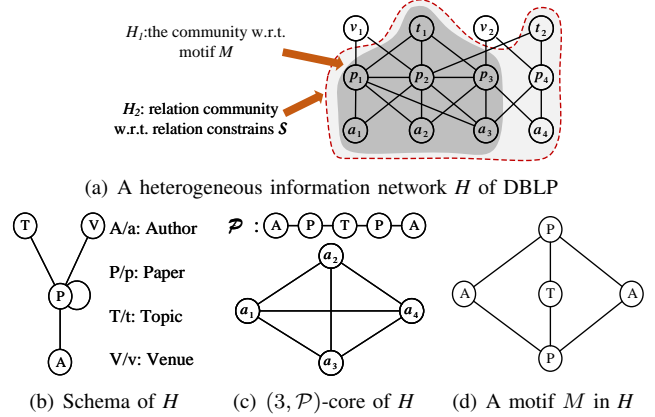 H₁:the community w.r.t.
motif M
H₂: relation community
w.r.t. relation constrains S
v₁ t₁ v₂ t₂
p₁ p₂ p₃ p₄
a₁ a₂ a₃ a₄
(a) A heterogeneous information network H of DBLP
T V
P
A
A/a: Author
P/p: Paper
T/t: Topic
V/v: Venue
(b) Schema of H
𝒫 : A P T P A
a₂
a₁ a₄
a₃
(c) (3, 𝒫)-core of H
P
A T A
P
(d) A motif M in H